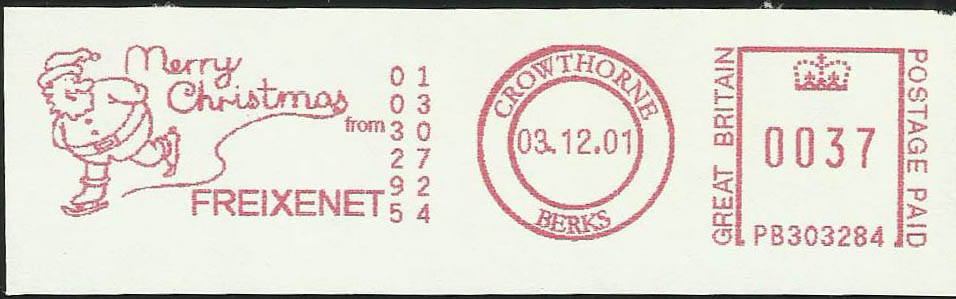 Merry
Christmas
from
FREIXENET
0 1
0 3
3 0
2 7
9 2
5 4
CROWTHORNE
03.12.01
BERKS
GREAT BRITAIN
0037
PB303284
POSTAGE PAID